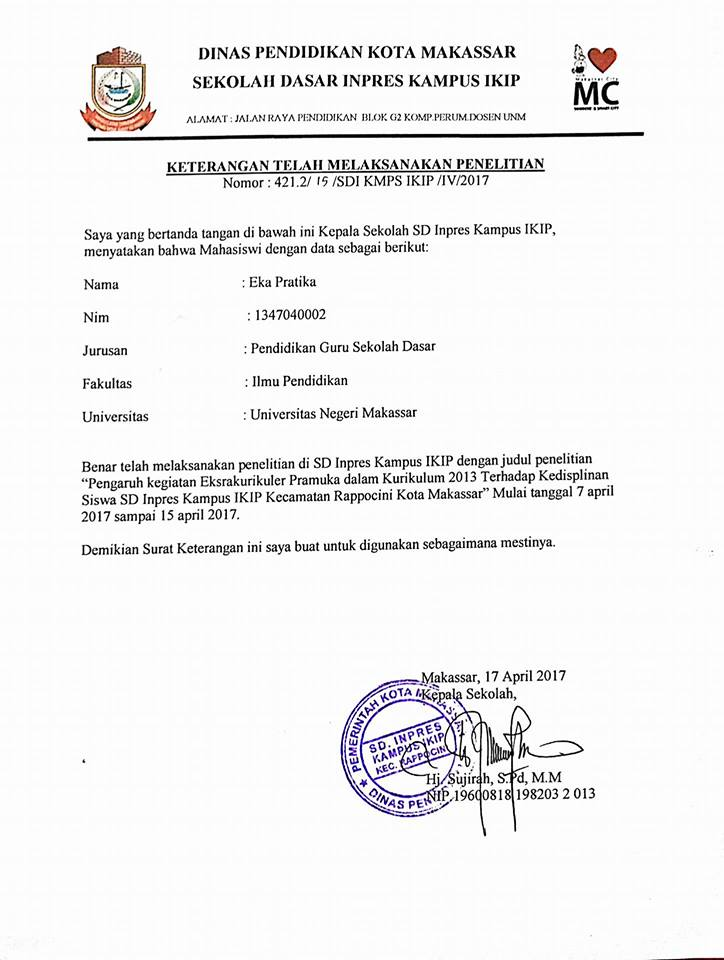 DINAS PENDIDIKAN KOTA MAKASSAR
SEKOLAH DASAR INPRES KAMPUS IKIP
ALAMAT : JALAN RAYA PENDIDIKAN BLOK G2 KOMP.PERUM.DOSEN UNM
Makassar City
MC
KETERANGAN TELAH MELAKSANAKAN PENELITIAN
Nomor : 421.2/ 15 /SDI KMPS IKIP /IV/2017
Saya yang bertanda tangan di bawah ini Kepala Sekolah SD Inpres Kampus IKIP,
menyatakan bahwa Mahasiswi dengan data sebagai berikut:
Nama : Eka Pratika
Nim : 1347040002
Jurusan : Pendidikan Guru Sekolah Dasar
Fakultas : Ilmu Pendidikan
Universitas : Universitas Negeri Makassar
Benar telah melaksanakan penelitian di SD Inpres Kampus IKIP dengan judul penelitian
“Pengaruh kegiatan Eksrakurikuler Pramuka dalam Kurikulum 2013 Terhadap Kedisplinan
Siswa SD Inpres Kampus IKIP Kecamatan Rappocini Kota Makassar” Mulai tanggal 7 april
2017 sampai 15 april 2017.
Demikian Surat Keterangan ini saya buat untuk digunakan sebagaimana mestinya.
Makassar, 17 April 2017
Kepala Sekolah,
PEMERINTAH KOTA
SD. INPRES
KAMPUS IKIP
KEC. RAPPOCINI
DINAS
Hj. Sujirah, S.Pd, M.M
NIP.19600818 198203 2 013